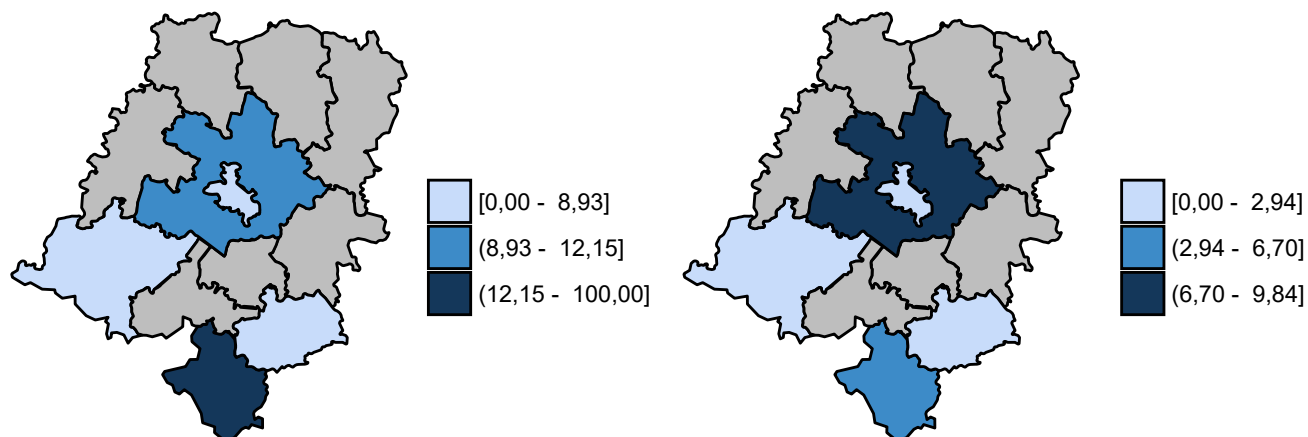 [0,00 - 8,93]
(8,93 - 12,15]
(12,15 - 100,00]
[0,00 - 2,94]
(2,94 - 6,70]
(6,70 - 9,84]